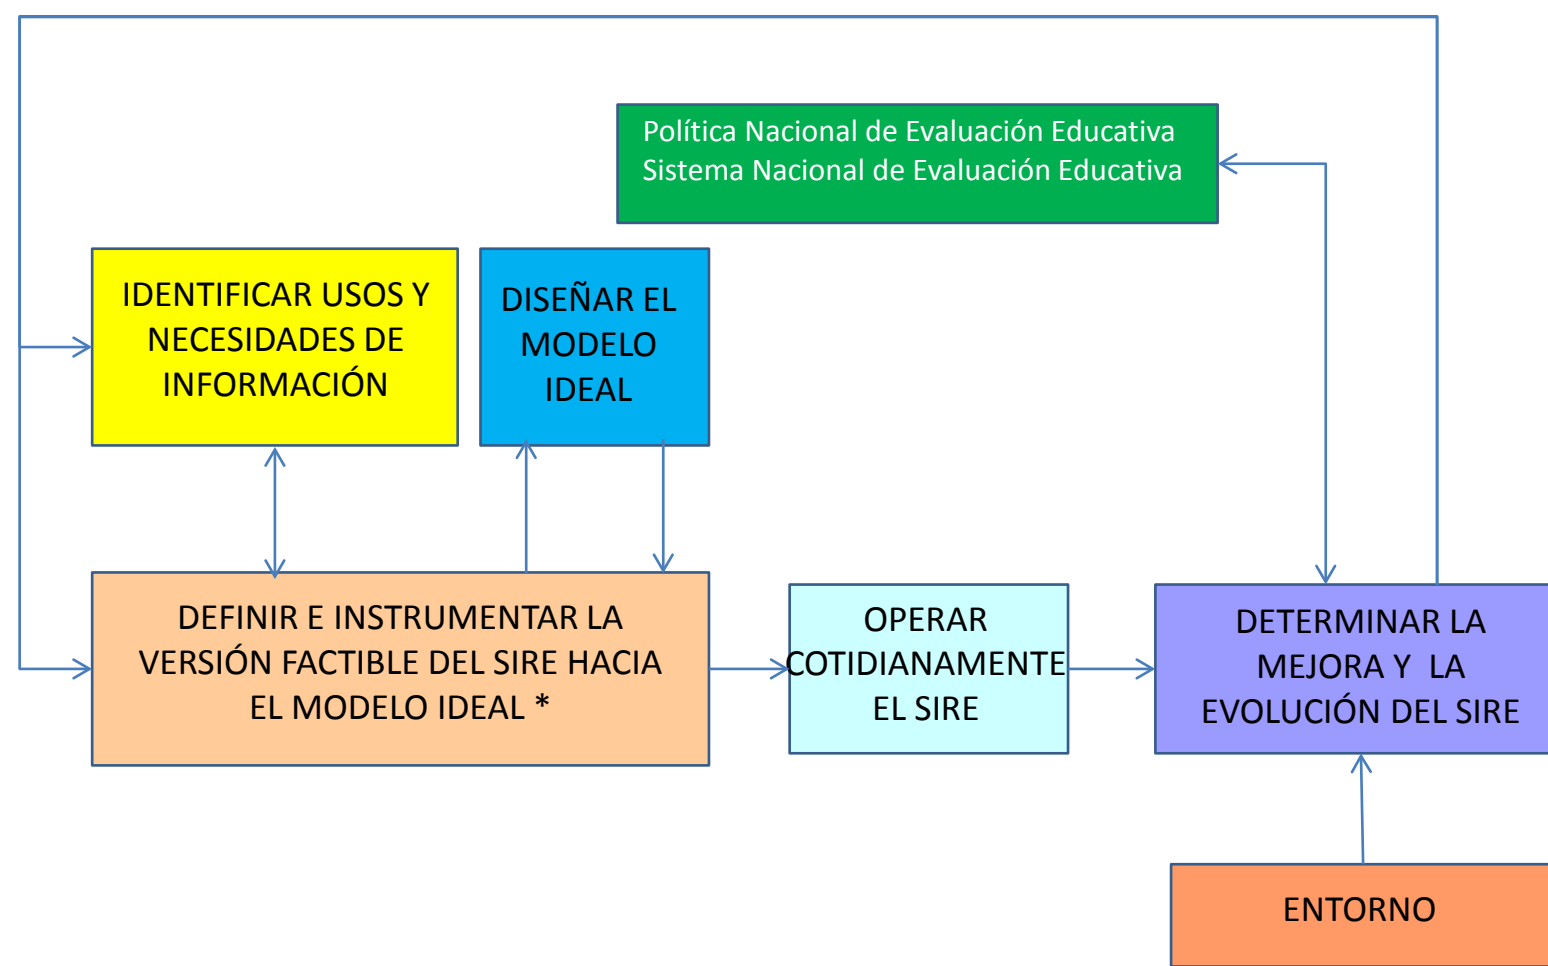 Política Nacional de Evaluación Educativa
Sistema Nacional de Evaluación Educativa
IDENTIFICAR USOS Y
NECESIDADES DE
INFORMACIÓN
DISEÑAR EL
MODELO
IDEAL
DEFINIR E INSTRUMENTAR LA
VERSIÓN FACTIBLE DEL SIRE HACIA
EL MODELO IDEAL *
OPERAR
COTIDIANAMENTE
EL SIRE
DETERMINAR LA
MEJORA Y LA
EVOLUCIÓN DEL SIRE
ENTORNO